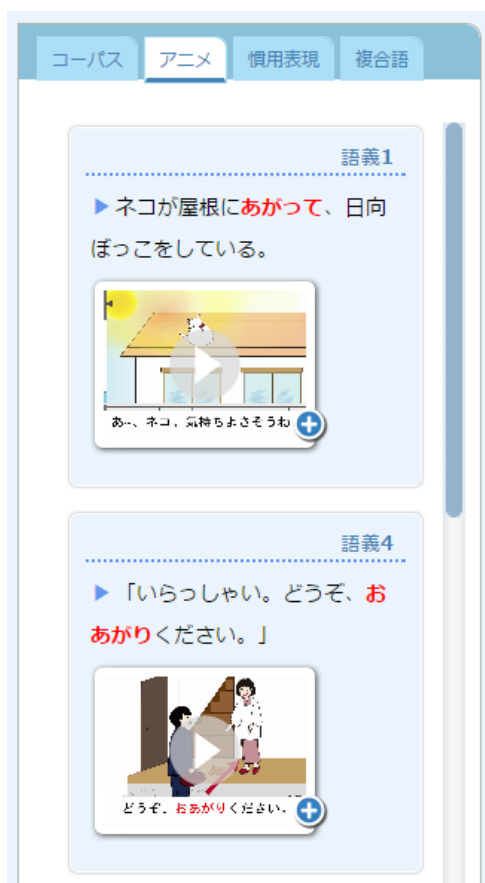 コーパス アニメ 慣用表現 複合語
語義1
▶ネコが屋根にあがって、日向
ぼっこをしている。
あ~、ネコ、気持ちよさそうね
語義4
▶「いらっしゃい。どうぞ、お
あがりください。」
どうぞ、おあがりください。